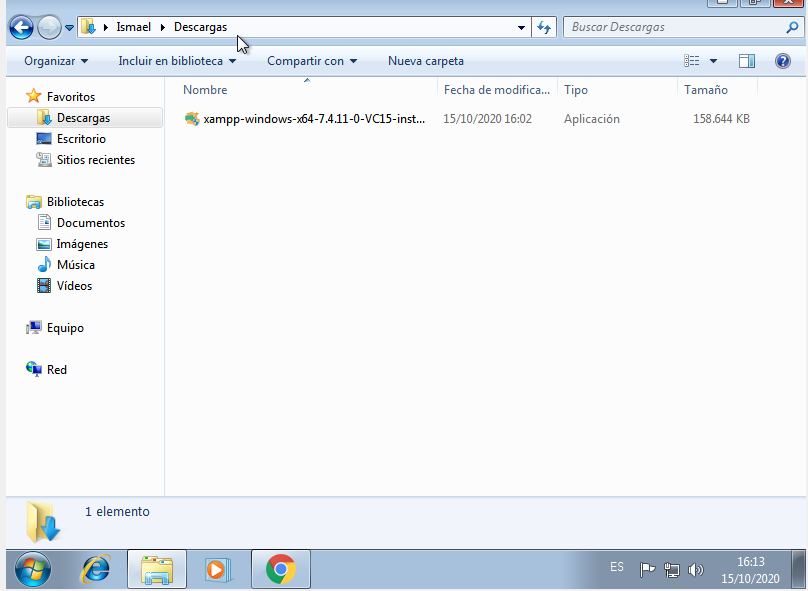 Ismael Descargas
Buscar Descargas
Organizar Incluir en biblioteca Compartir con Nueva carpeta
Nombre Fecha de modifica... Tipo Tamaño
xampp-windows-x64-7.4.11-0-VC15-inst... 15/10/2020 16:02 Aplicación 158.644 KB
Favoritos
Descargas
Escritorio
Sitios recientes
Bibliotecas
Documentos
Imágenes
Música
Vídeos
Equipo
Red
1 elemento
ES
16:13
15/10/2020